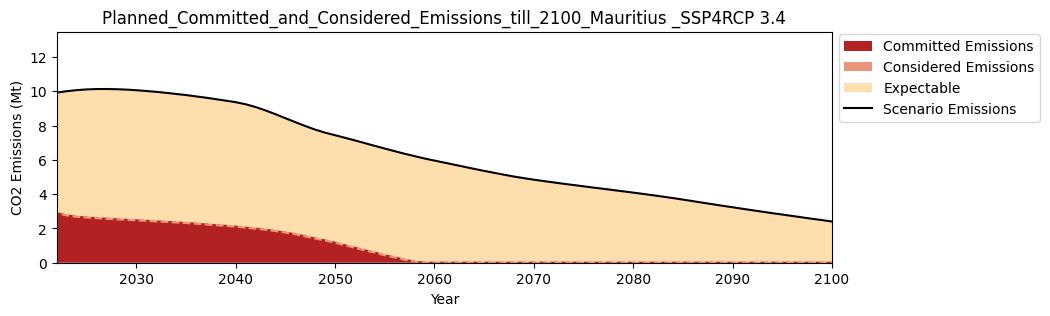 Planned_Committed_and_Considered_Emissions_till_2100_Mauritius _SSP4RCP 3.4
CO2 Emissions (Mt)
12
10
8
6
4
2
0
2030 2040 2050 2060 2070 2080 2090 2100
Year
Committed Emissions
Considered Emissions
Expectable
Scenario Emissions